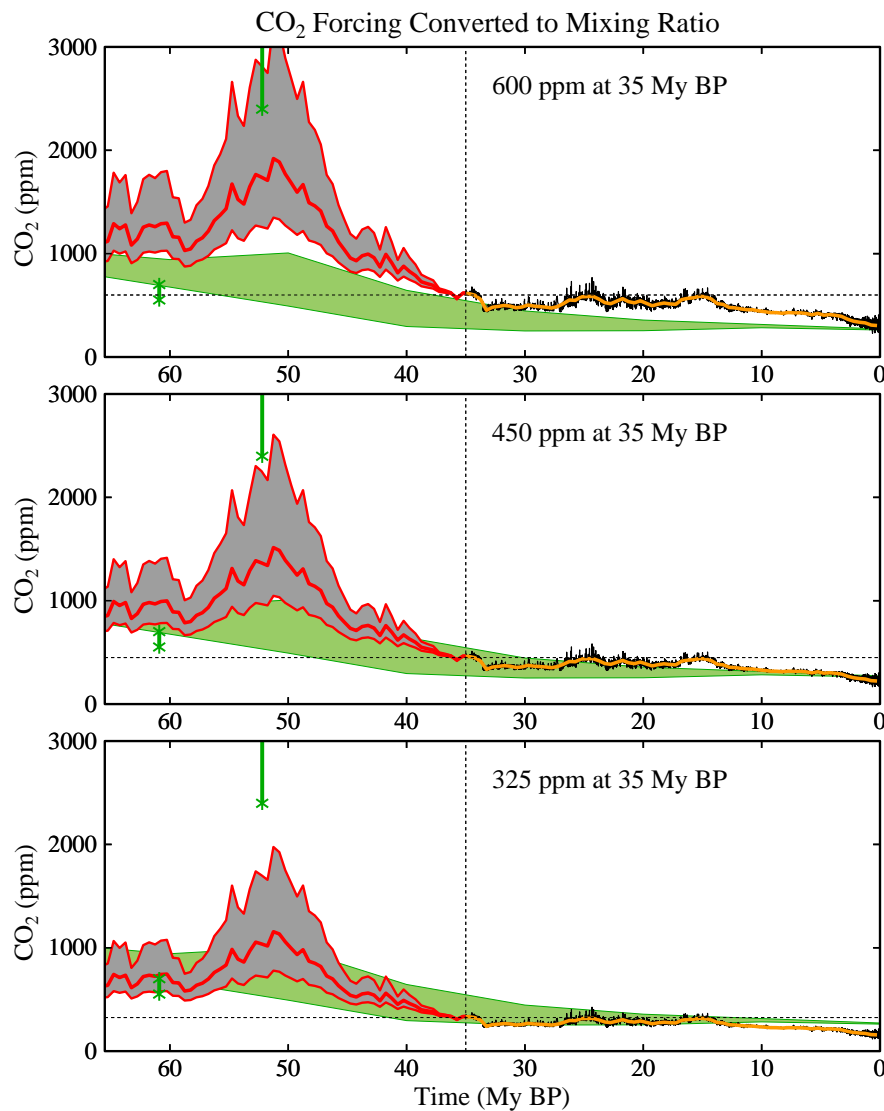 CO₂ Forcing Converted to Mixing Ratio
3000
600 ppm at 35 My BP
2000
CO₂ (ppm)
1000
0
60 50 40 30 20 10 0
3000
450 ppm at 35 My BP
2000
CO₂ (ppm)
1000
0
60 50 40 30 20 10 0
3000
325 ppm at 35 My BP
2000
CO₂ (ppm)
1000
0
60 50 40 30 20 10 0
Time (My BP)